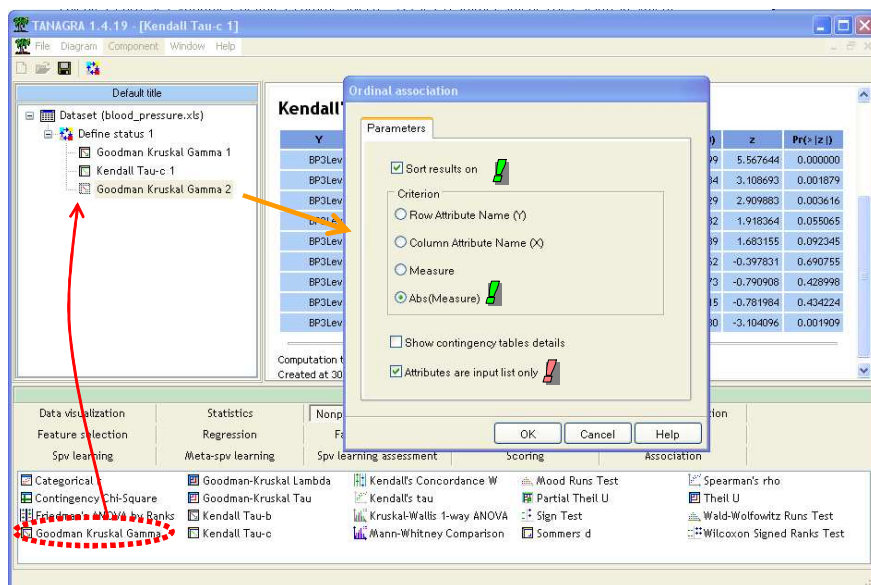 TANAGRA 1.4.19 - [Kendall Tau-c 1]
File Diagram Component Window Help
Default title
Dataset (blood_pressure.xls)
Define status 1
Goodman Kruskal Gamma 1
Kendall Tau-c 1
Goodman Kruskal Gamma 2
Kendall'
Y
z Pr(>|z|)
BP3Lev 5.567644 0.000000
BP3Lev 3.108693 0.001879
BP3Lev 2.909883 0.003616
BP3Lev 1.918364 0.055065
BP3Lev 1.683155 0.092345
BP3Lev -0.397831 0.690755
BP3Lev -0.790908 0.428998
BP3Lev -0.781984 0.434224
BP3Lev -3.104096 0.001909
Computation t
Created at 30
Ordinal association
Parameters
Sort results on
Criterion
Row Attribute Name (Y)
Column Attribute Name (X)
Measure
Abs(Measure)
Show contingency tables details
Attributes are input list only
OK Cancel Help
Data visualization Statistics Nonp
Feature selection Regression
Spv learning Meta-spv learning Spv learning assessment Scoring Association
Categorical Goodman-Kruskal Lambda Kendall's Concordance W Mood Runs Test Spearman's rho
Contingency Chi-Square Goodman-Kruskal Tau Kendall's tau Partial Theil U Theil U
Friedman's ANOVA by Ranks Kendall Tau-b Kruskal-Wallis 1-way ANOVA Sign Test Wald-Wolfowitz Runs Test
Goodman Kruskal Gamma Kendall Tau-c Mann-Whitney Comparison Sommers d Wilcoxon Signed Ranks Test